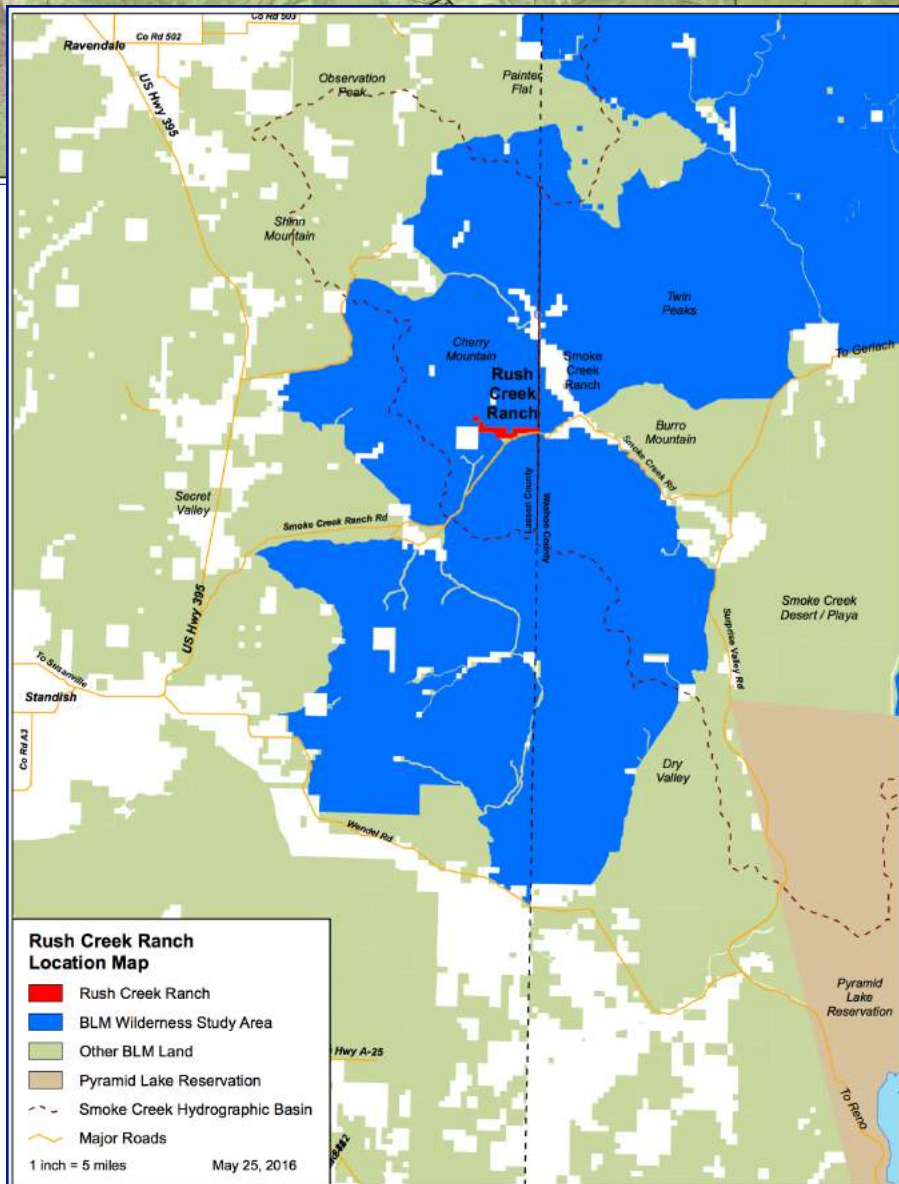 Co Rd 503
Co Rd 502
Ravendale
US Hwy 395
Observation
Peak
Painter
Flat
Shinn
Mountain
Twin
Peaks
To Gerlach
Cherry
Mountain
Smoke
Creek
Ranch
Rush
Creek
Ranch
Burro
Mountain
Smoke Creek Rd
Lassen County
Washoe County
Secret
Valley
Smoke Creek Ranch Rd
US Hwy 395
Smoke Creek
Desert / Playa
Surprise Valley Rd
To Susanville
Standish
Co Rd A3
Dry
Valley
Wendel Rd
Pyramid
Lake
Reservation
To Reno
Hwy A-25
Rush Creek Ranch
Location Map
Rush Creek Ranch
BLM Wilderness Study Area
Other BLM Land
Pyramid Lake Reservation
Smoke Creek Hydrographic Basin
Major Roads
1 inch = 5 miles May 25, 2016